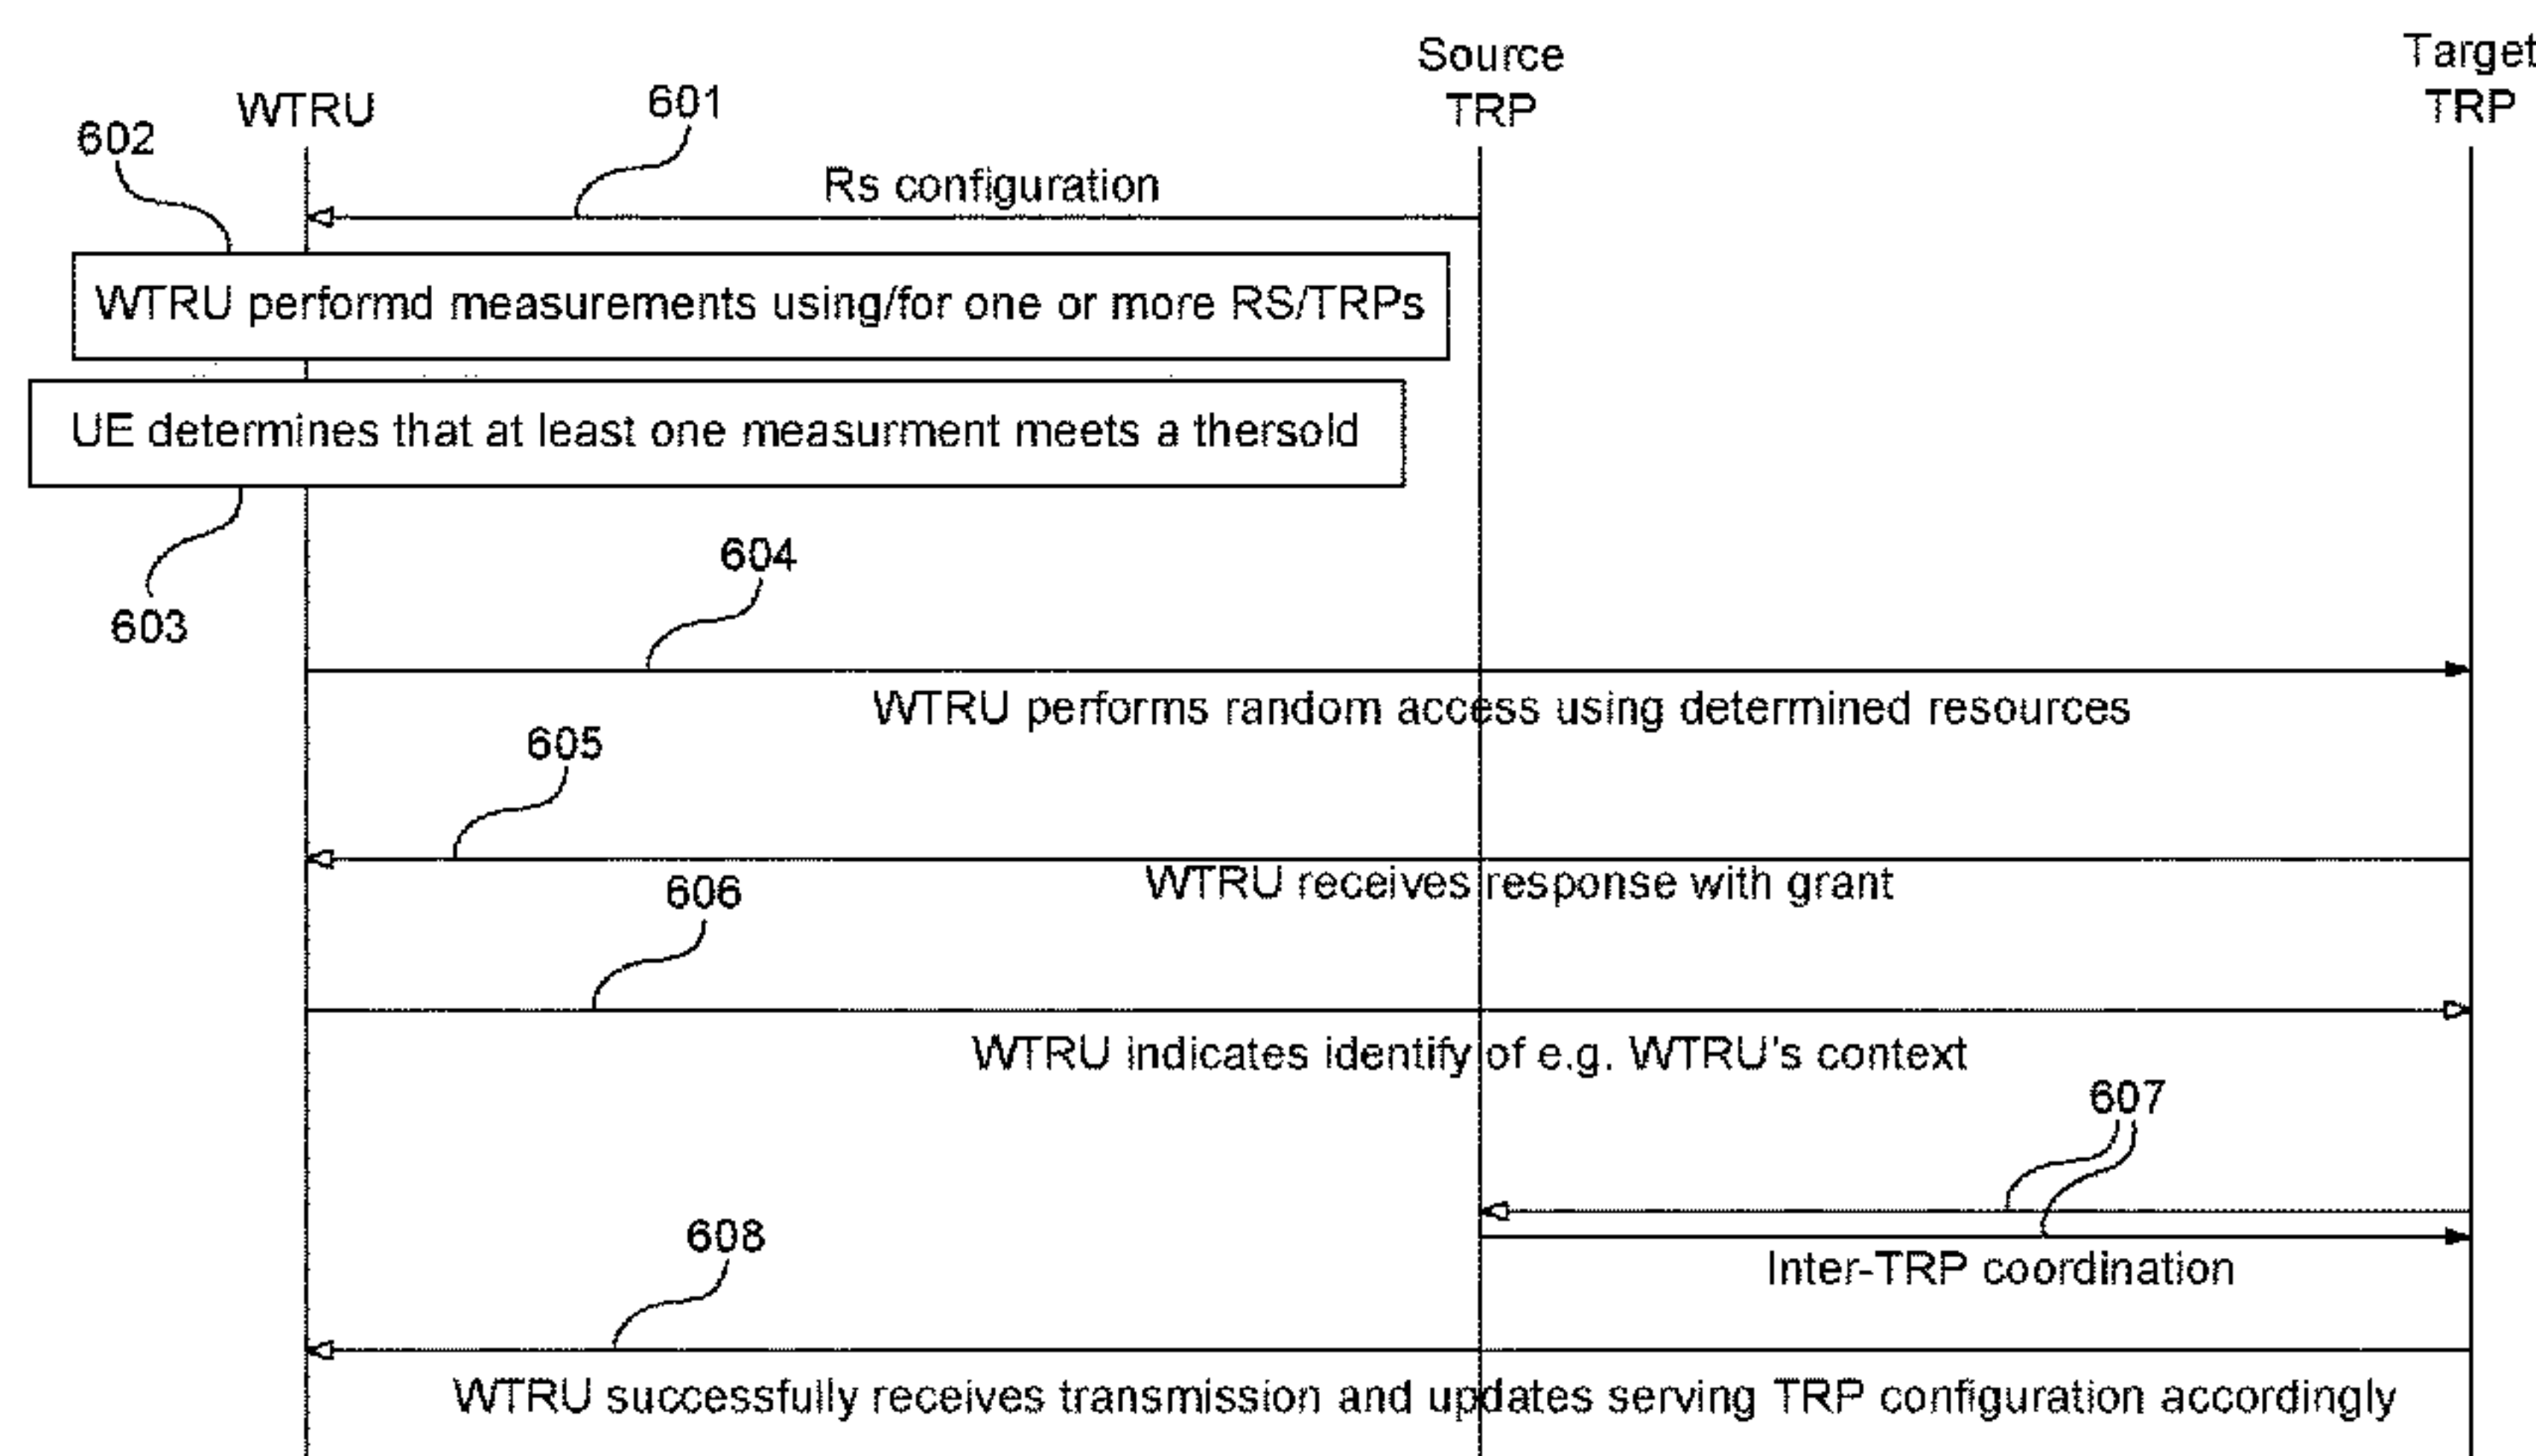 Source
TRP
Target
TRP
WTRU
601
602
Rs configuration
WTRU performd measurements using/for one or more RS/TRPs
UE determines that at least one measurment meets a thersold
604
603
WTRU performs random access using determined resources
605
WTRU receives response with grant
606
WTRU indicates identify of e.g. WTRU's context
607
608
Inter-TRP coordination
WTRU successfully receives transmission and updates serving TRP configuration accordingly